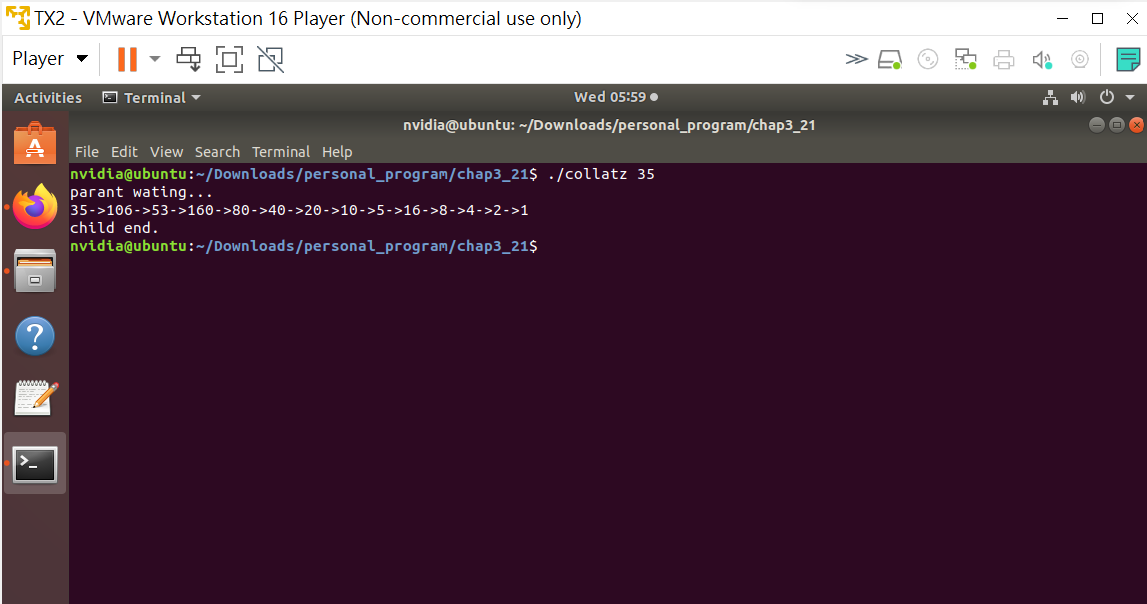 TX2 - VMware Workstation 16 Player (Non-commercial use only)
Player
Activities Terminal Wed 05:59
nvidia@ubuntu: ~/Downloads/personal_program/chap3_21
File Edit View Search Terminal Help
nvidia@ubuntu:~/Downloads/personal_program/chap3_21$ ./collatz 35
parant wating...
35->106->53->160->80->40->20->10->5->16->8->4->2->1
child end.
nvidia@ubuntu:~/Downloads/personal_program/chap3_21$